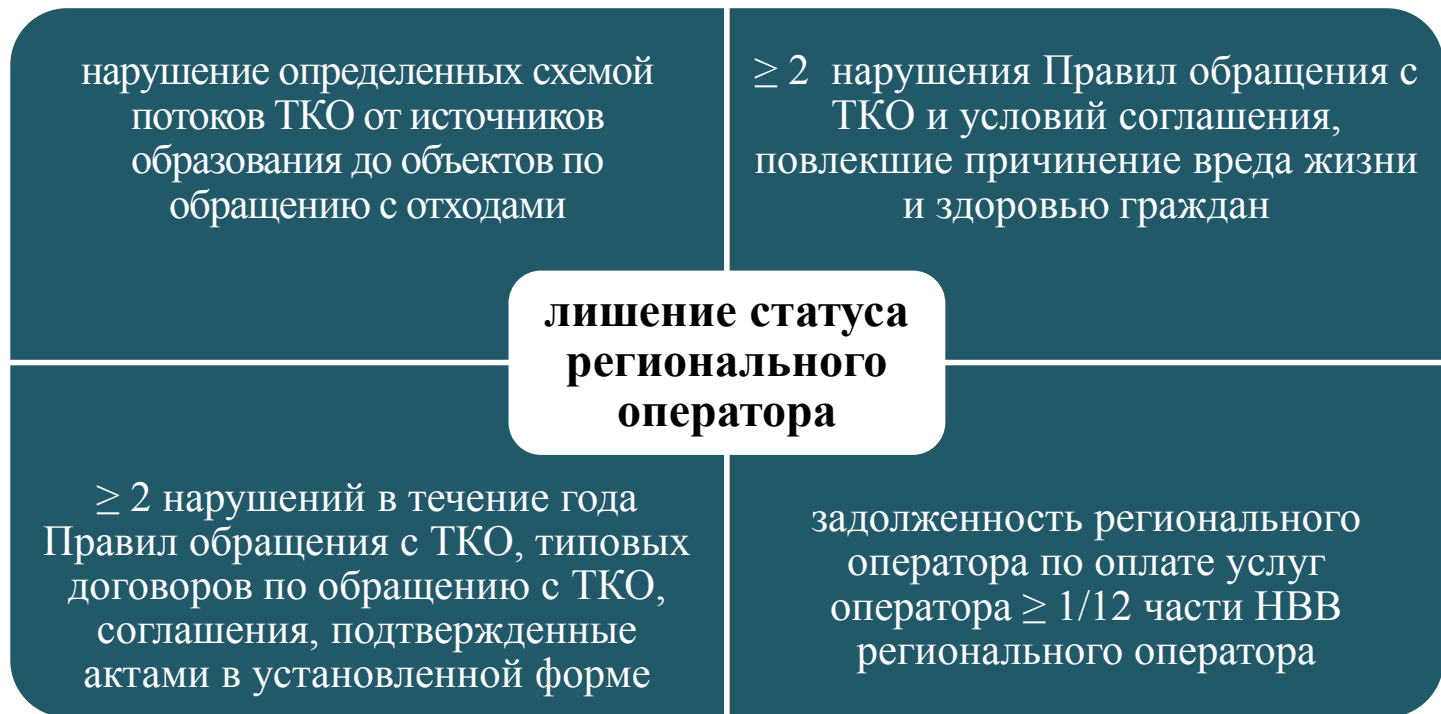 нарушение определенных схемой
потоков ТКО от источников
образования до объектов по
обращению с отходами
≥ 2 нарушения Правил обращения с
ТКО и условий соглашения,
повлекшие причинение вреда жизни
и здоровью граждан
лишение статуса
регионального
оператора
≥ 2 нарушений в течение года
Правил обращения с ТКО, типовых
договоров по обращению с ТКО,
соглашения, подтвержденные
актами в установленной форме
задолженность регионального
оператора по оплате услуг
оператора ≥ 1/12 части НВВ
регионального оператора